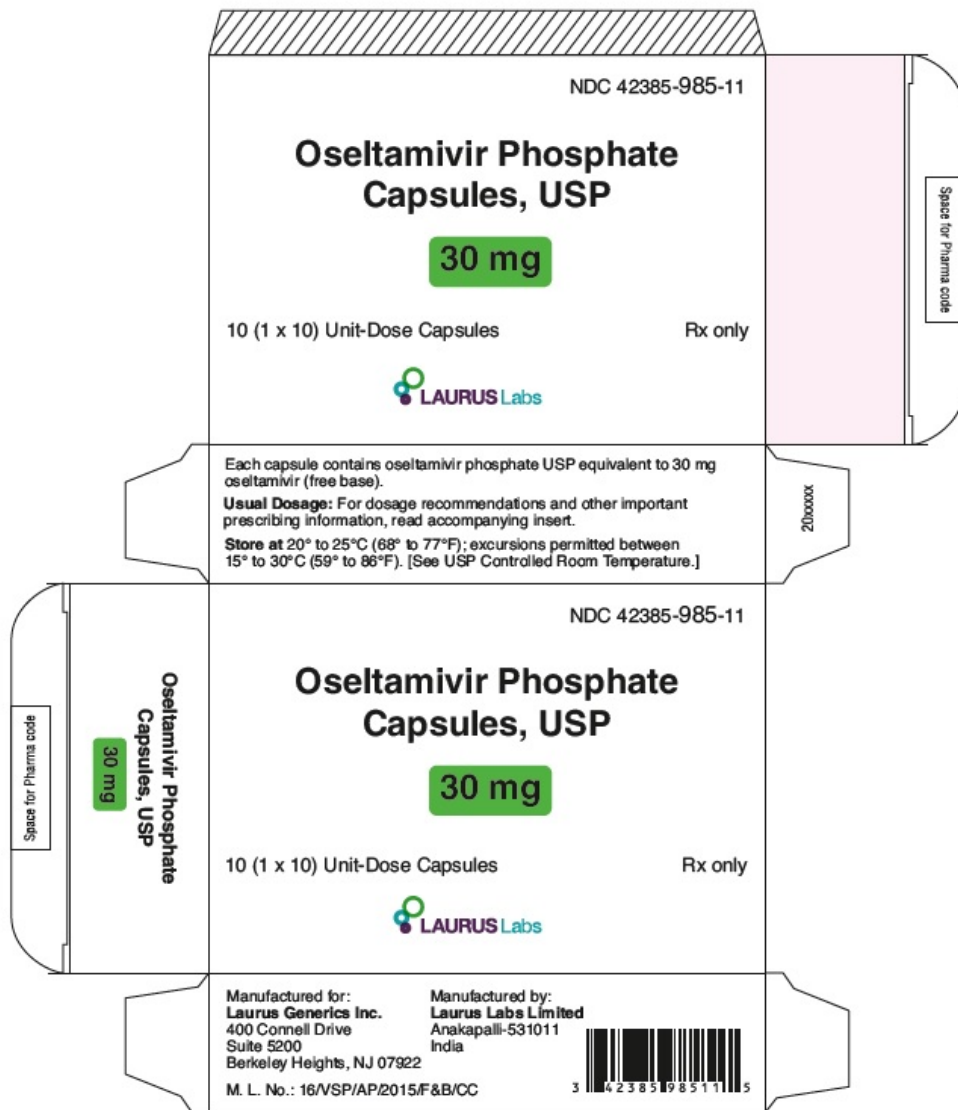 NDC 42385-985-11
Oseltamivir Phosphate
Capsules, USP
30 mg
10 (1 x 10) Unit-Dose Capsules Rx only
LAURUS Labs
Space for Pharma code
Each capsule contains oseltamivir phosphate USP equivalent to 30 mg
oseltamivir (free base).
Usual Dosage: For dosage recommendations and other important
prescribing information, read accompanying insert.
Store at 20° to 25°C (68° to 77°F); excursions permitted between
15° to 30°C (59° to 86°F). [See USP Controlled Room Temperature.]
20xxxxx
Space for Pharma code
Oseltamivir Phosphate
Capsules, USP
30 mg
NDC 42385-985-11
Oseltamivir Phosphate
Capsules, USP
30 mg
10 (1 x 10) Unit-Dose Capsules Rx only
LAURUS Labs
Manufactured for:
Laurus Generics Inc.
400 Connell Drive
Suite 5200
Berkeley Heights, NJ 07922
M. L. No.: 16/VSP/AP/2015/F&B/CC
Manufactured by:
Laurus Labs Limited
Anakapalli-531011
India
3 42385 98511 5